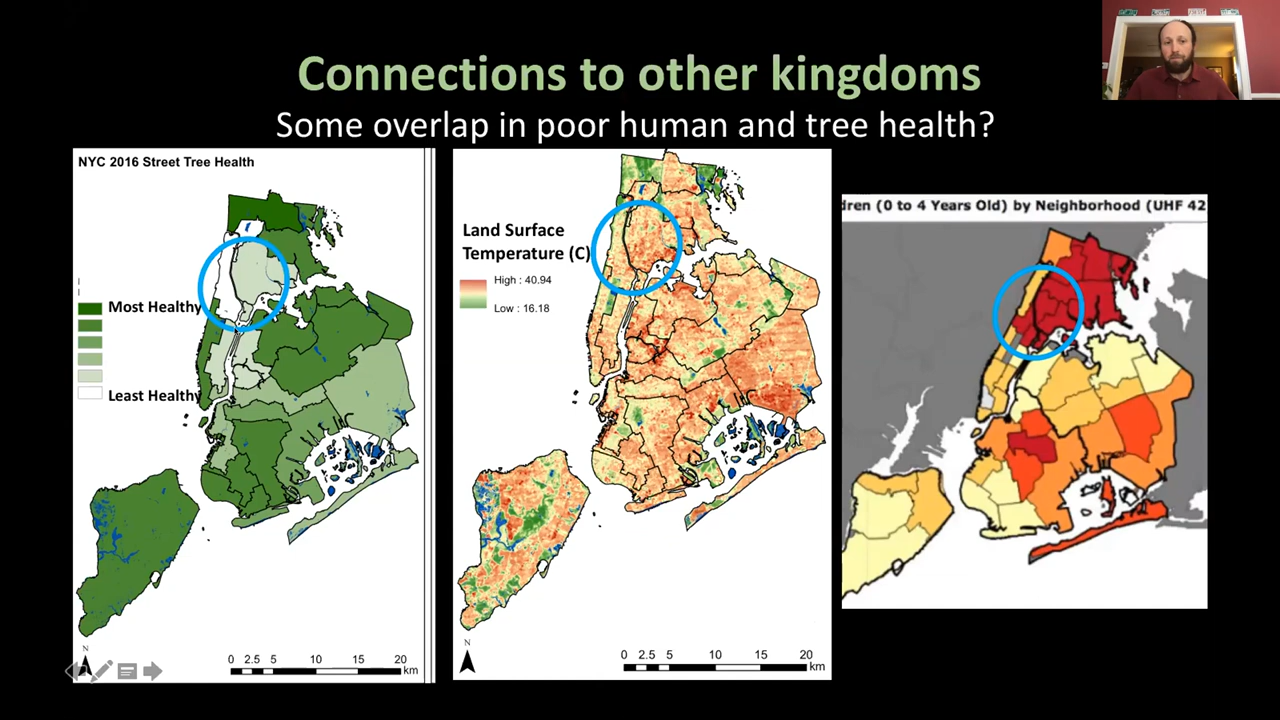 Connections to other kingdoms
Some overlap in poor human and tree health?
NYC 2016 Street Tree Health
Most Healthy
Least Healthy
N
0 2.5 5 10 15 20
km
Land Surface
Temperature (C)
High : 40.94
Low : 16.18
N
0 2.5 5 10 15 20
km
dren (0 to 4 Years Old) by Neighborhood (UHF 42